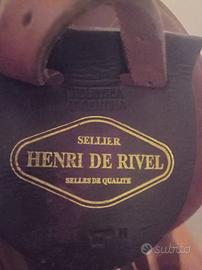 SELLIER
HENRI DE RIVEL
SELLES DE QUALITE
subito